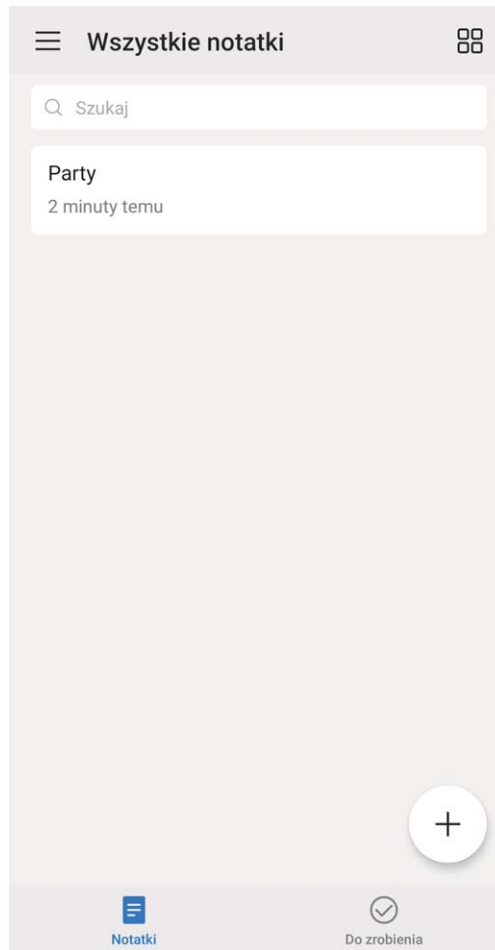 Wszystkie notatki
Szukaj
Party
2 minuty temu
Notatki
Do zrobienia